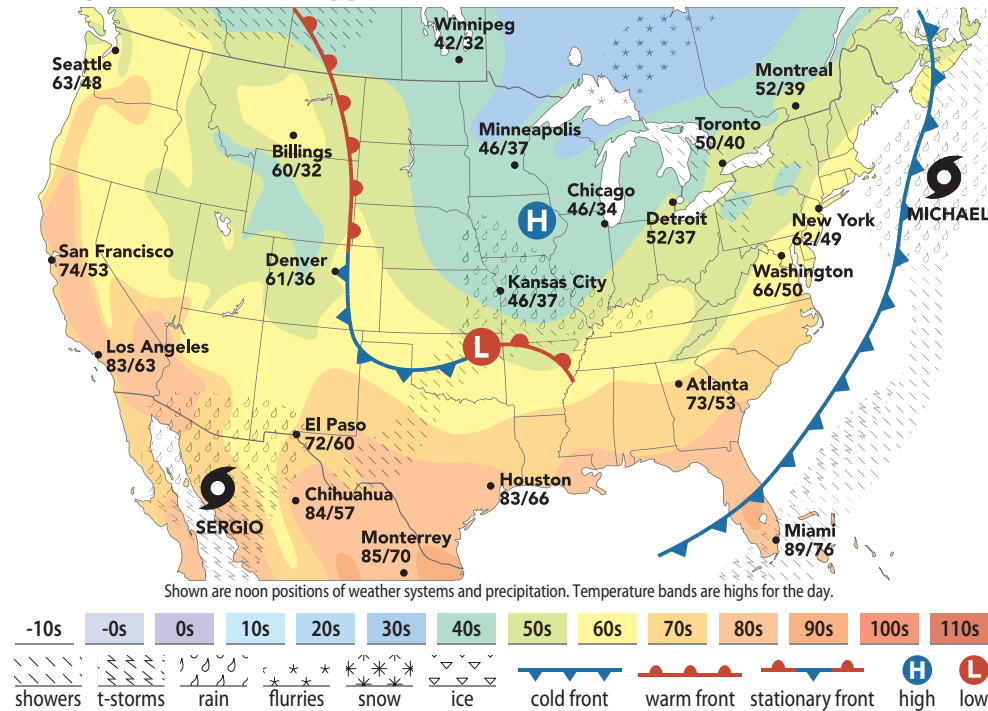 Winnipeg
42/32
Seattle
63/48
Montreal
52/39
Billings
60/32
Minneapolis
46/37
Toronto
50/40
Chicago
46/34
H
Detroit
52/37
MICHAEL
New York
62/49
San Francisco
74/53
Denver
61/36
Kansas City
46/37
Washington
66/50
Los Angeles
83/63
L
Atlanta
73/53
El Paso
72/60
SERGIO
Chihuahua
84/57
Houston
83/66
Monterrey
85/70
Miami
89/76
Shown are noon positions of weather systems and precipitation. Temperature bands are highs for the day.
-10s -0s 0s 10s 20s 30s 40s 50s 60s 70s 80s 90s 100s 110s
H L
showers t-storms rain flurries snow ice cold front warm front stationary front high low